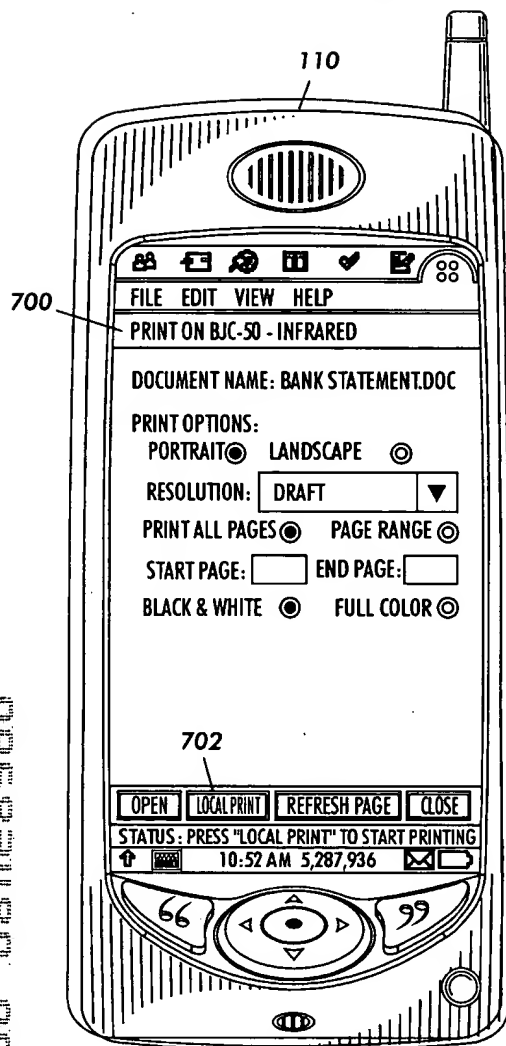 110
FILE EDIT VIEW HELP
700
PRINT ON BJC-50 - INFRARED
DOCUMENT NAME: BANK STATEMENT.DOC
PRINT OPTIONS:
PORTRAIT LANDSCAPE
RESOLUTION: DRAFT
PRINT ALL PAGES PAGE RANGE
START PAGE: END PAGE:
BLACK & WHITE FULL COLOR
702
OPEN LOCAL PRINT REFRESH PAGE CLOSE
STATUS: PRESS "LOCAL PRINT" TO START PRINTING
10:52 AM 5,287,936